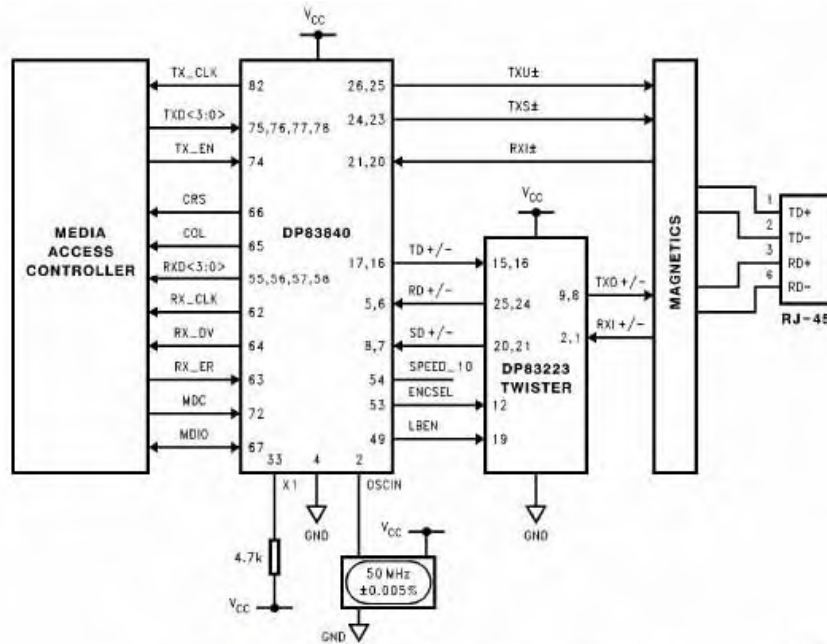 VCC
TX_CLK
82
26,25
TXU±
TXD<3:0>
75,76,77,78
24,23
TXS±
TX_EN
74
21,20
RXI±
CRS
66
VCC
MEDIA
ACCESS
CONTROLLER
DP83840
COL
65
17,16
TD+/-
15,16
RXD<3:0>
55,56,57,58
5,6
RD+/-
25,24
9,8
TXO+/-
RX_CLK
62
8,7
SD+/-
20,21
2,1
RXI+/-
RX_DV
64
54
SPEED_10
DP83223
TWISTER
RX_ER
63
53
ENCSEL
12
MDC
72
49
LBEN
19
MDIO
67
33
4
2
X1
OSCIN
GND
GND
MAGNETICS
1
TD+
2
TD-
3
RD+
6
RD-
RJ-45
4.7k
VCC
VCC
50 MHz
±0.005%
GND